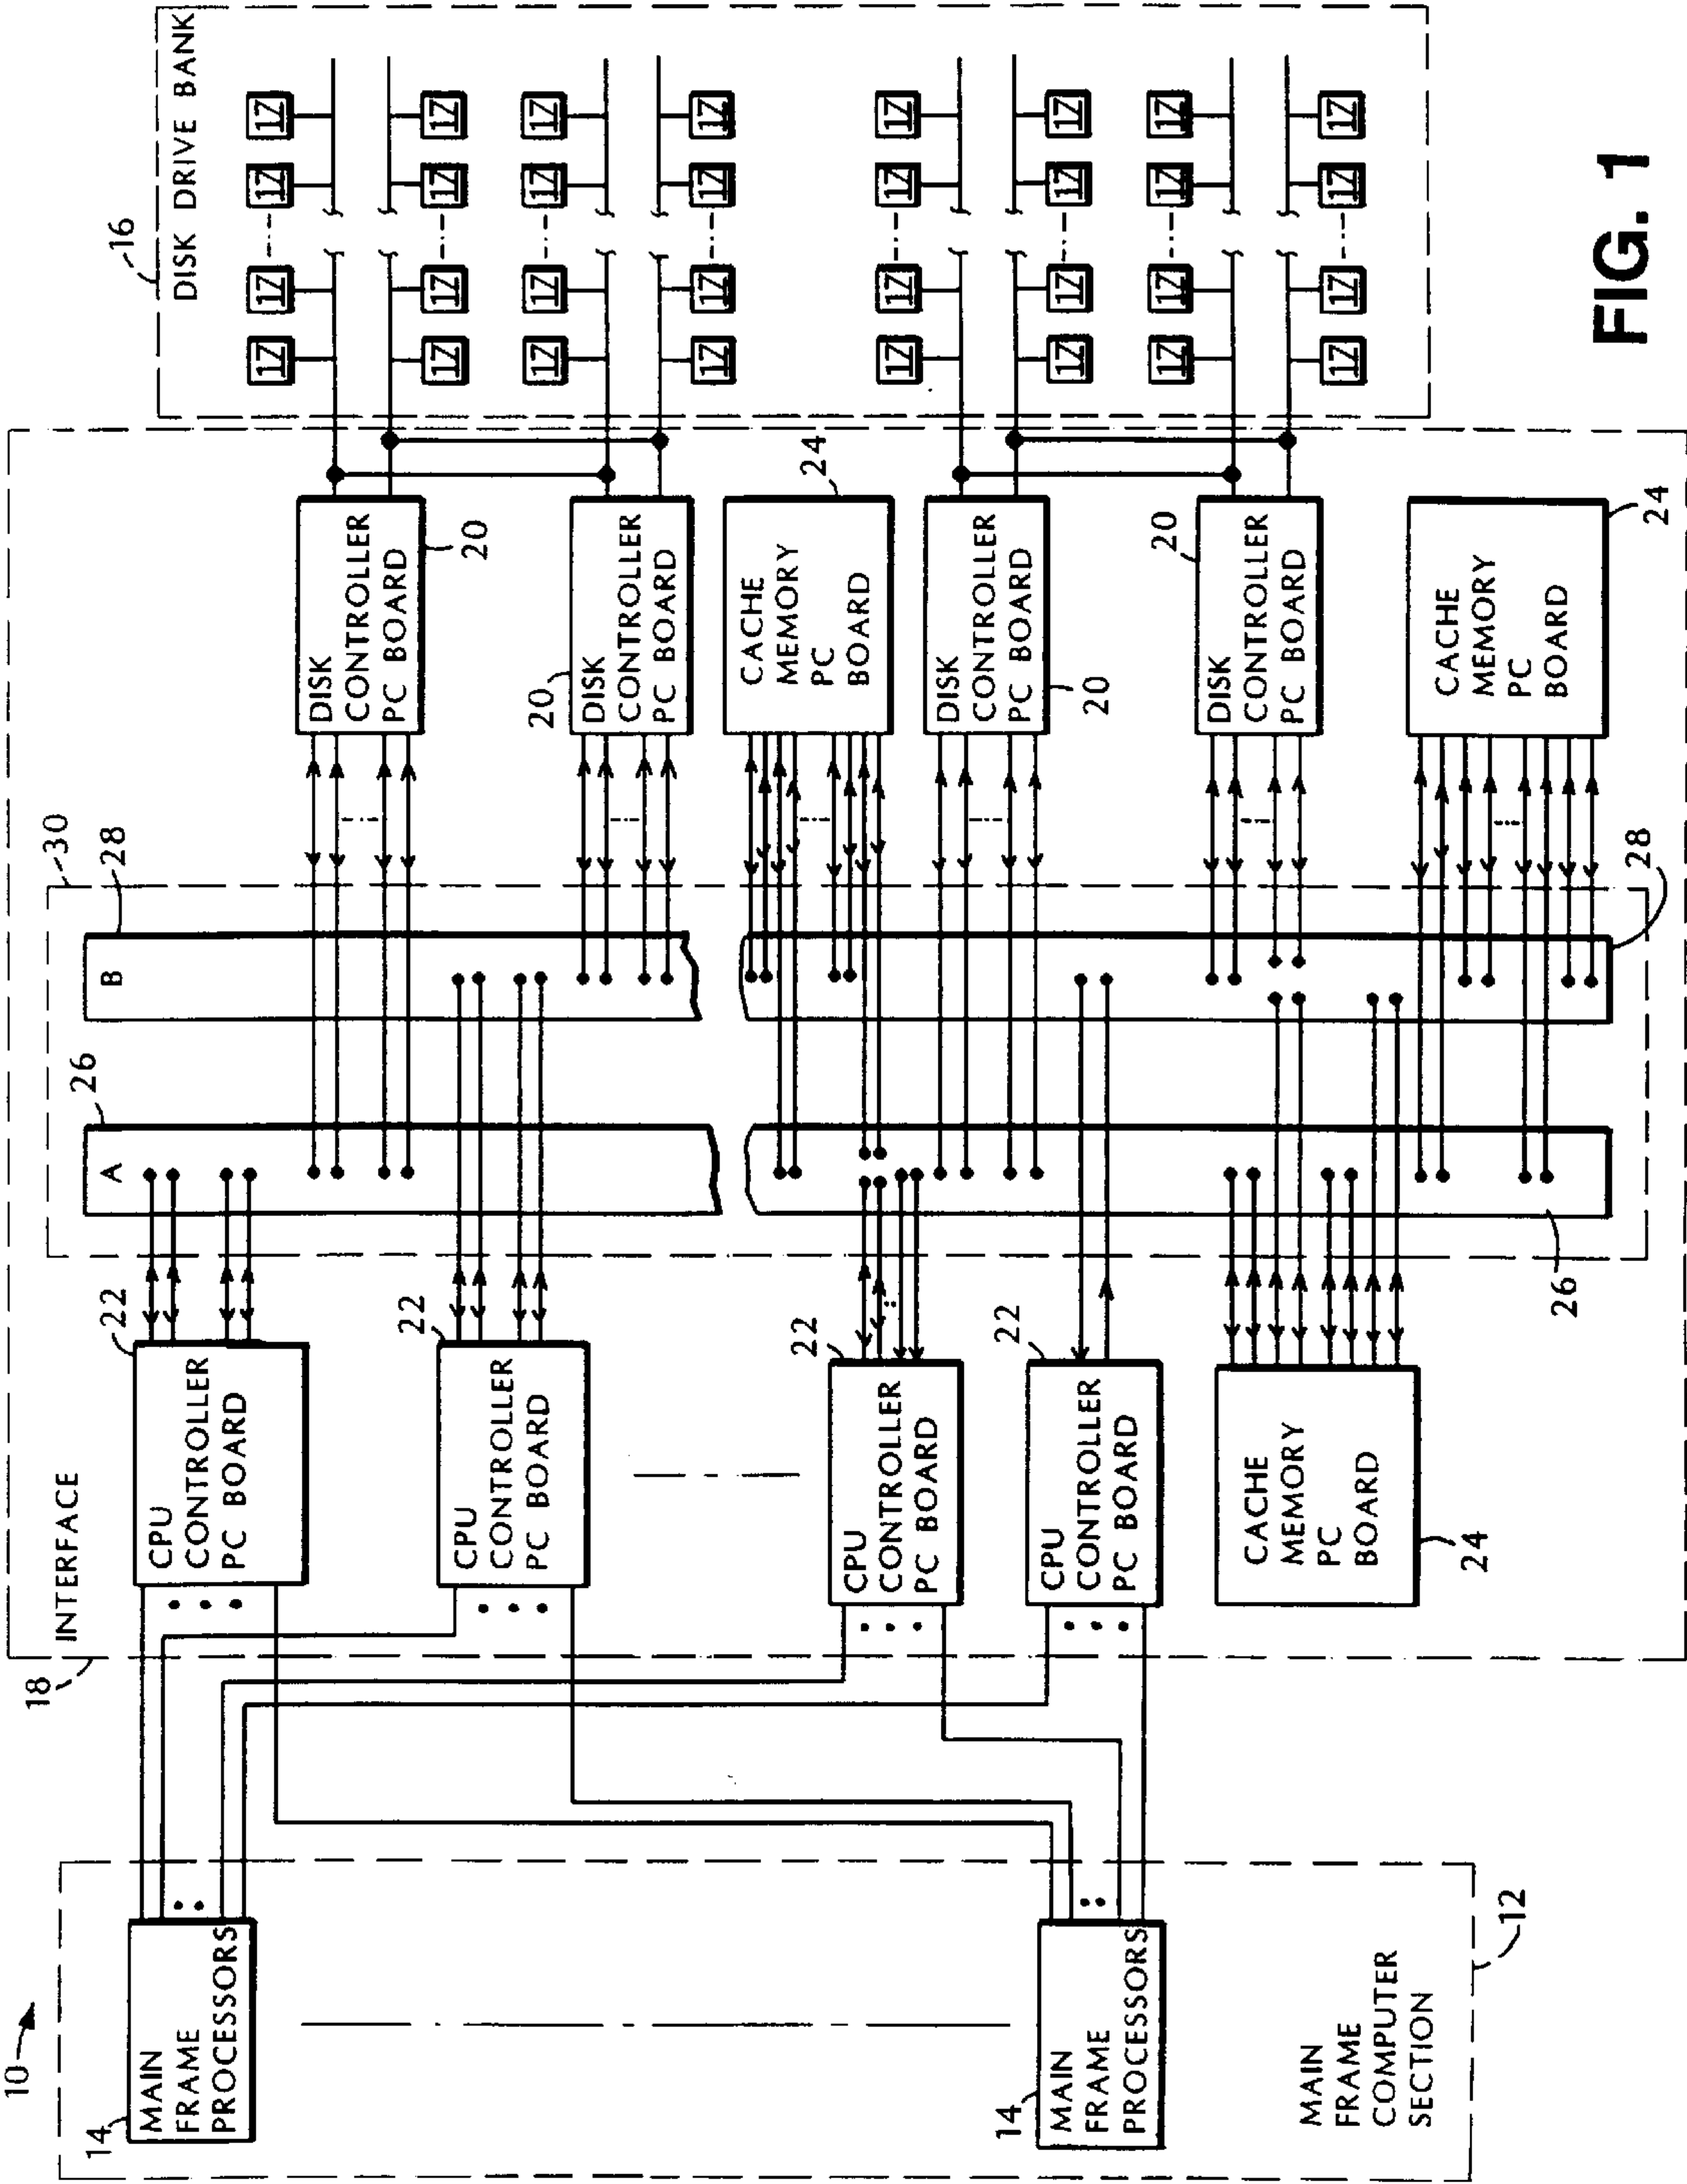 10
14
MAIN
FRAME
PROCESSORS
14
MAIN
FRAME
PROCESSORS
MAIN
FRAME
COMPUTER
SECTION
12
18
INTERFACE
CPU
CONTROLLER
PC BOARD
22
CPU
CONTROLLER
PC BOARD
22
CPU
CONTROLLER
PC BOARD
22
CPU
CONTROLLER
PC BOARD
22
CACHE
MEMORY
PC
BOARD
24
A
26
26
B
28
28
30
DISK
CONTROLLER
PC BOARD
20
DISK
CONTROLLER
PC BOARD
20
CACHE
MEMORY
PC
BOARD
24
DISK
CONTROLLER
PC BOARD
20
DISK
CONTROLLER
PC BOARD
20
CACHE
MEMORY
PC
BOARD
24
16
DISK DRIVE BANK
17 17 17 17
17 17 17 17
17 17 17 17
17 17 17 17
17 17 17 17
17 17 17 17
17 17 17 17
17 17 17 17
FIG. 1